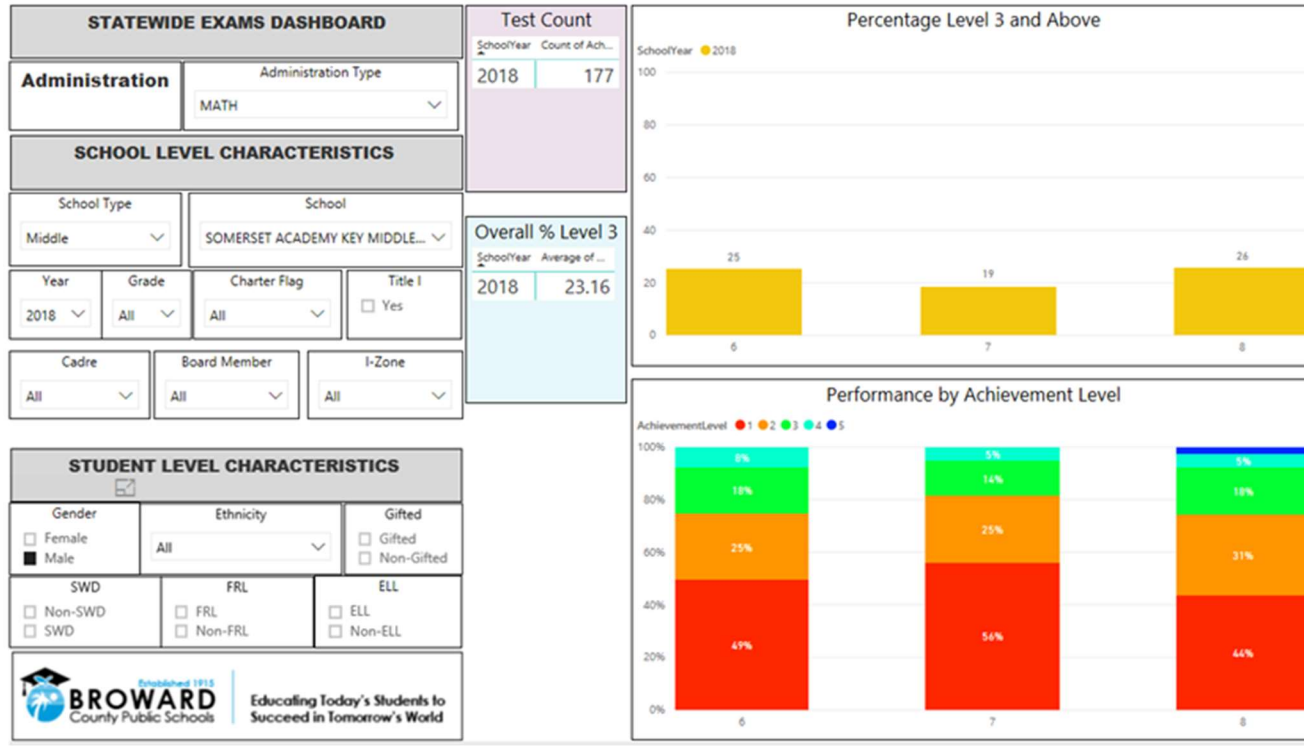 STATEWIDE EXAMS DASHBOARD
Administration
Administration Type
MATH
SCHOOL LEVEL CHARACTERISTICS
School Type
Middle
School
SOMERSET ACADEMY KEY MIDDLE...
Year
2018
Grade
All
Charter Flag
All
Title I
Yes
Cadre
All
Board Member
All
I-Zone
All
STUDENT LEVEL CHARACTERISTICS
Gender
Female
Male
Ethnicity
All
Gifted
Gifted
Non-Gifted
SWD
Non-SWD
SWD
FRL
FRL
Non-FRL
ELL
ELL
Non-ELL
Established 1915
BROWARD
County Public Schools
Educating Today's Students to
Succeed in Tomorrow's World
Test Count
SchoolYear Count of Ach...
2018 177
Overall % Level 3
SchoolYear Average of ...
2018 23.16
Percentage Level 3 and Above
SchoolYear 2018
100
80
60
40
20
0
25
19
26
6 7 8
Performance by Achievement Level
AchievementLevel 1 2 3 4 5
100%
80%
60%
40%
20%
0%
8%
18%
25%
49%
5%
14%
25%
56%
5%
18%
31%
44%
6 7 8